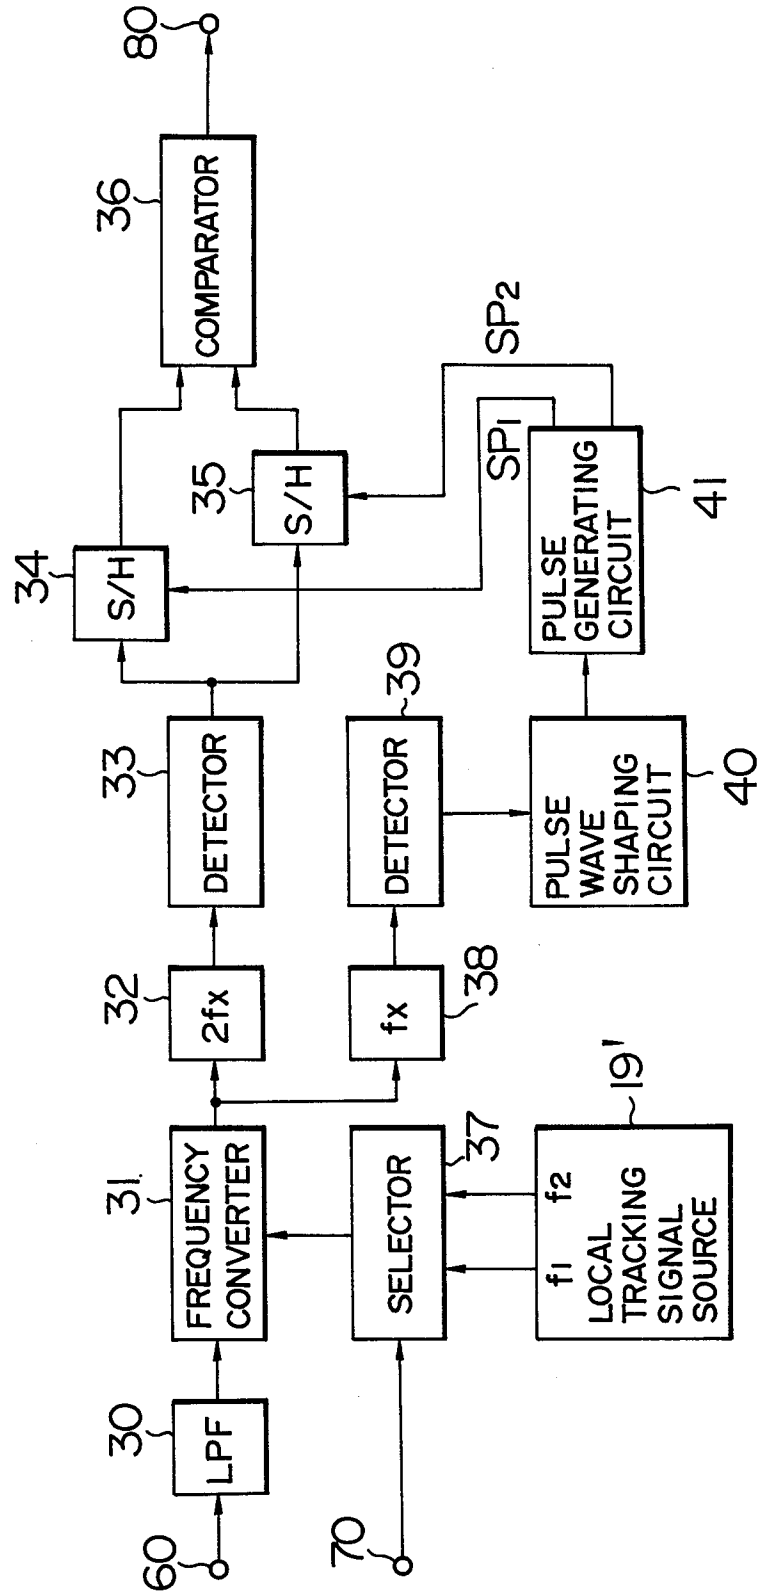 60
30
LPF
31
FREQUENCY
CONVERTER
32
2fx
33
DETECTOR
34
S/H
35
S/H
36
COMPARATOR
80
70
37
SELECTOR
38
fx
39
DETECTOR
SP1
SP2
19'
f1 f2
LOCAL
TRACKING
SIGNAL
SOURCE
PULSE
WAVE
SHAPING
CIRCUIT
40
PULSE
GENERATING
CIRCUIT
41